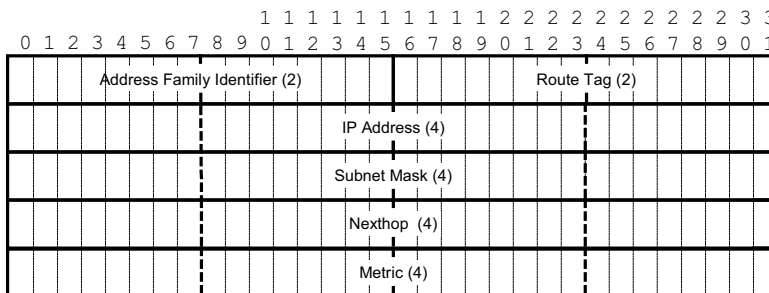 1 1 1 1 1 1 1 1 1 1 2 2 2 2 2 2 2 2 2 2 3 3
0 1 2 3 4 5 6 7 8 9 0 1 2 3 4 5 6 7 8 9 0 1 2 3 4 5 6 7 8 9 0 1
Address Family Identifier (2) Route Tag (2)
IP Address (4)
Subnet Mask (4)
Nexthop (4)
Metric (4)